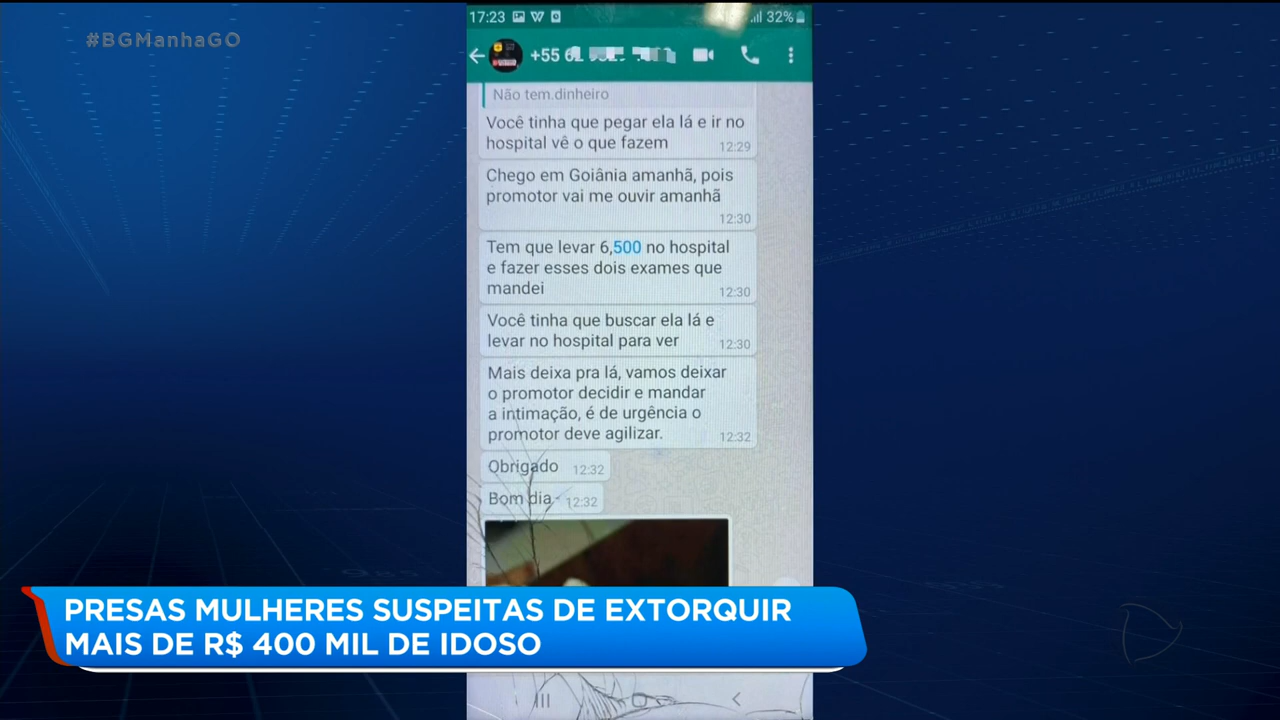 #BGManhaGO
17:23
32%
+55 6
Não tem.dinheiro
Você tinha que pegar ela lá e ir no
hospital vê o que fazem
12:29
Chego em Goiânia amanhã, pois
promotor vai me ouvir amanhã
12:30
Tem que levar 6,500 no hospital
e fazer esses dois exames que
mandei
12:30
Você tinha que buscar ela lá e
levar no hospital para ver
12:30
Mais deixa pra lá, vamos deixar
o promotor decidir e mandar
a intimação, é de urgência o
promotor deve agilizar.
12:32
Obrigado 12:32
Bom dia 12:32
PRESAS MULHERES SUSPEITAS DE EXTORQUIR
MAIS DE R$ 400 MIL DE IDOSO